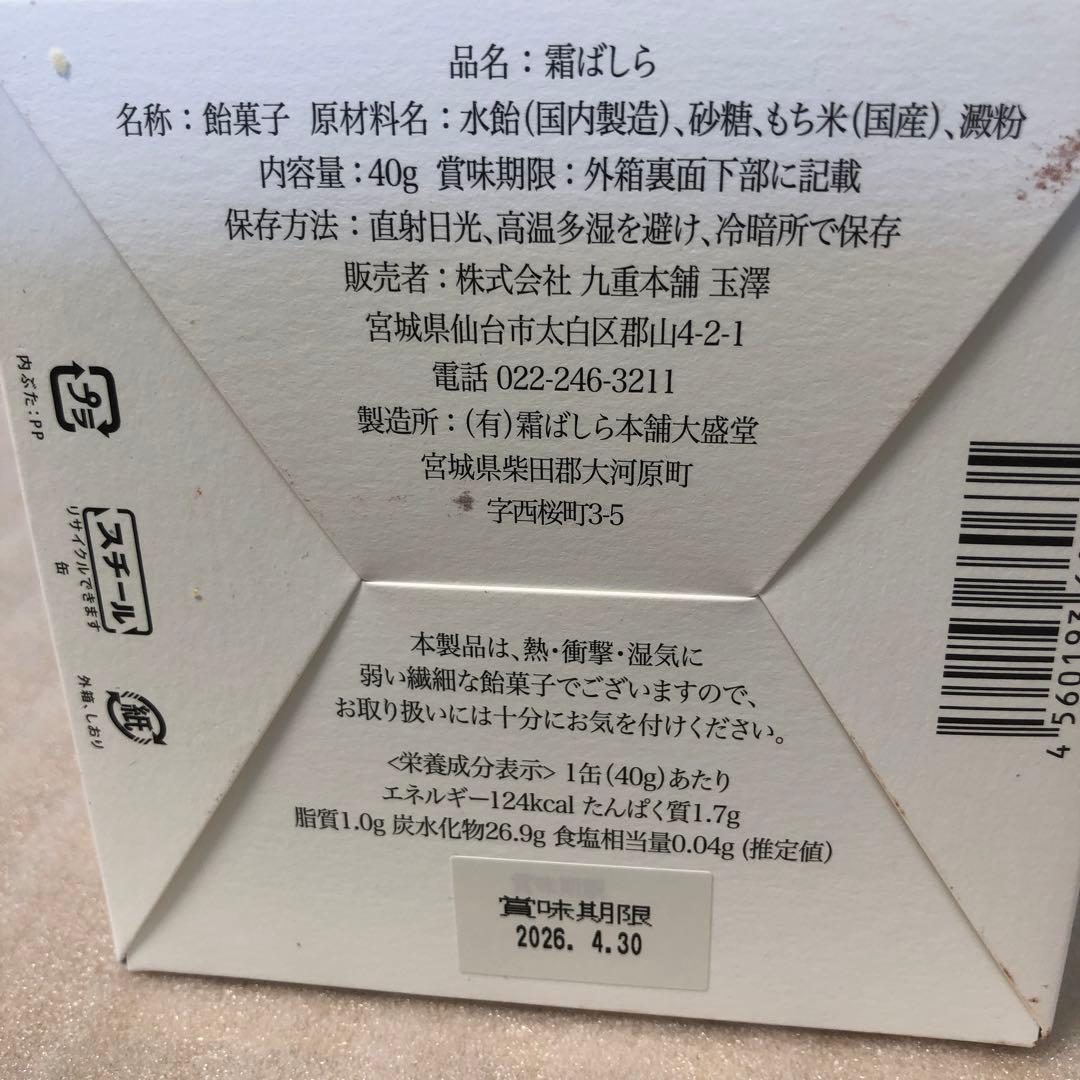 品名：霜ばしら
名称：飴菓子 原材料名：水飴(国内製造)、砂糖、もち米(国産)、澱粉
内容量：40g 賞味期限：外箱裏面下部に記載
保存方法：直射日光、高温多湿を避け、冷暗所で保存
販売者：株式会社 九重本舗 玉澤
宮城県仙台市太白区郡山4-2-1
電話 022-246-3211
製造所：(有)霜ばしら本舗大盛堂
宮城県柴田郡大河原町
字西桜町3-5
プラ
内ぶた：PP
スチール
リサイクルできます
缶
紙
外箱、しおり
本製品は、熱・衝撃・湿気に
弱い繊細な飴菓子でございますので、
お取り扱いには十分にお気を付けください。
<栄養成分表示> 1缶(40g)あたり
エネルギー124kcal たんぱく質1.7g
脂質1.0g 炭水化物26.9g 食塩相当量0.04g (推定値)
賞味期限
2026. 4.30